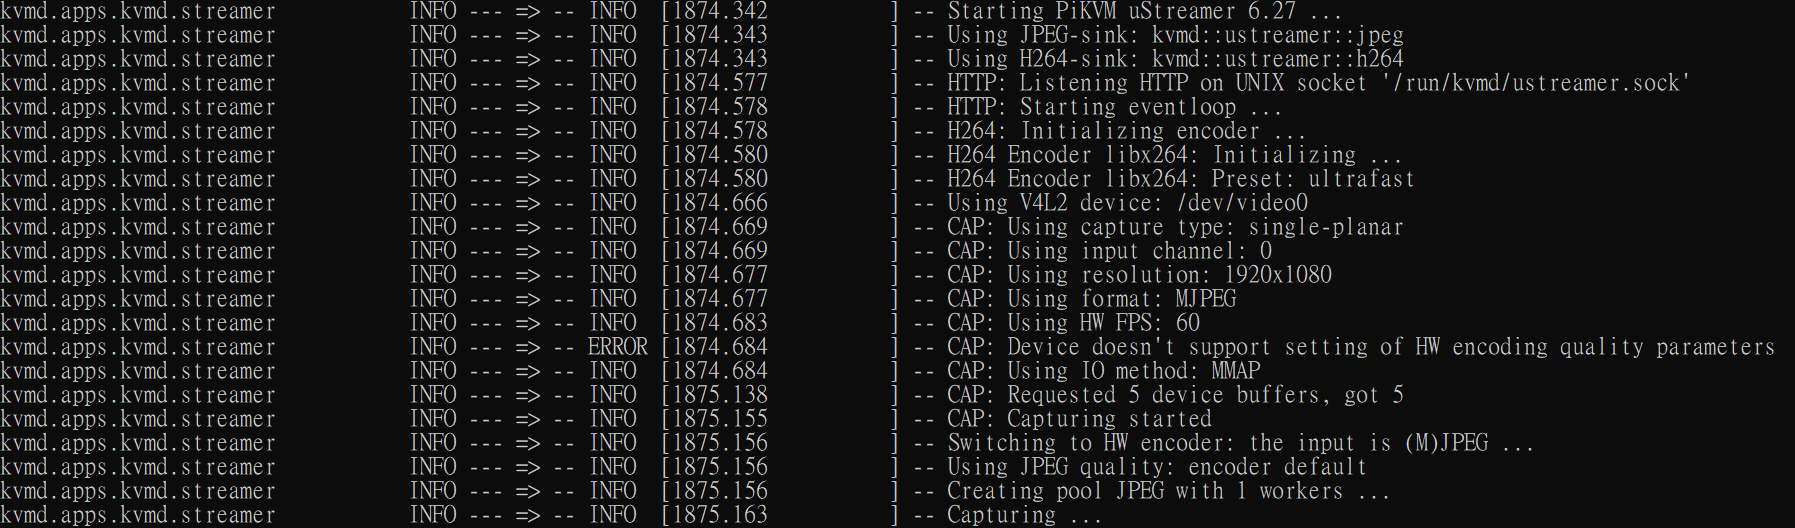 kvmd.apps.kvmd.streamer INFO --- => -- INFO [1874.342 ] -- Starting PiKVM uStreamer 6.27 ...
kvmd.apps.kvmd.streamer INFO --- => -- INFO [1874.343 ] -- Using JPEG-sink: kvmd::ustreamer::jpeg
kvmd.apps.kvmd.streamer INFO --- => -- INFO [1874.343 ] -- Using H264-sink: kvmd::ustreamer::h264
kvmd.apps.kvmd.streamer INFO --- => -- INFO [1874.577 ] -- HTTP: Listening HTTP on UNIX socket '/run/kvmd/ustreamer.sock'
kvmd.apps.kvmd.streamer INFO --- => -- INFO [1874.578 ] -- HTTP: Starting eventloop ...
kvmd.apps.kvmd.streamer INFO --- => -- INFO [1874.578 ] -- H264: Initializing encoder ...
kvmd.apps.kvmd.streamer INFO --- => -- INFO [1874.580 ] -- H264 Encoder libx264: Initializing ...
kvmd.apps.kvmd.streamer INFO --- => -- INFO [1874.580 ] -- H264 Encoder libx264: Preset: ultrafast
kvmd.apps.kvmd.streamer INFO --- => -- INFO [1874.666 ] -- Using V4L2 device: /dev/video0
kvmd.apps.kvmd.streamer INFO --- => -- INFO [1874.669 ] -- CAP: Using capture type: single-planar
kvmd.apps.kvmd.streamer INFO --- => -- INFO [1874.669 ] -- CAP: Using input channel: 0
kvmd.apps.kvmd.streamer INFO --- => -- INFO [1874.677 ] -- CAP: Using resolution: 1920x1080
kvmd.apps.kvmd.streamer INFO --- => -- INFO [1874.677 ] -- CAP: Using format: MJPEG
kvmd.apps.kvmd.streamer INFO --- => -- INFO [1874.683 ] -- CAP: Using HW FPS: 60
kvmd.apps.kvmd.streamer INFO --- => -- ERROR [1874.684 ] -- CAP: Device doesn't support setting of HW encoding quality parameters
kvmd.apps.kvmd.streamer INFO --- => -- INFO [1874.684 ] -- CAP: Using IO method: MMAP
kvmd.apps.kvmd.streamer INFO --- => -- INFO [1875.138 ] -- CAP: Requested 5 device buffers, got 5
kvmd.apps.kvmd.streamer INFO --- => -- INFO [1875.155 ] -- CAP: Capturing started
kvmd.apps.kvmd.streamer INFO --- => -- INFO [1875.156 ] -- Switching to HW encoder: the input is (M)JPEG ...
kvmd.apps.kvmd.streamer INFO --- => -- INFO [1875.156 ] -- Using JPEG quality: encoder default
kvmd.apps.kvmd.streamer INFO --- => -- INFO [1875.156 ] -- Creating pool JPEG with 1 workers ...
kvmd.apps.kvmd.streamer INFO --- => -- INFO [1875.163 ] -- Capturing ...